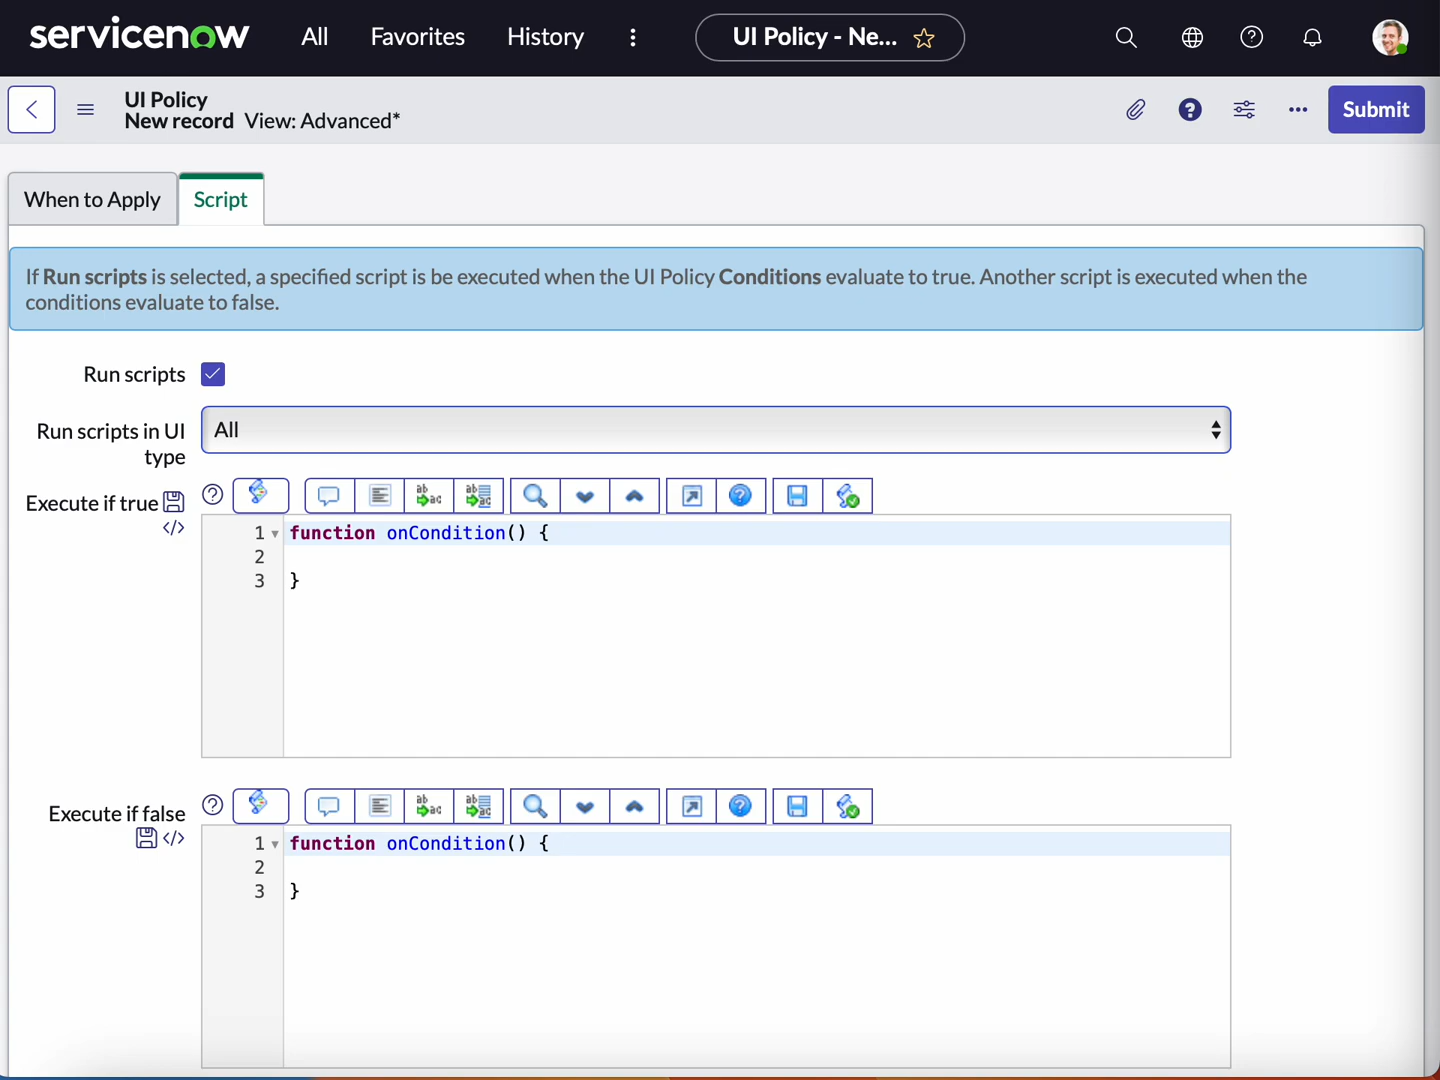 servicenow All Favorites History UI Policy - Ne...
UI Policy
New record View: Advanced*
Submit
When to Apply Script
If Run scripts is selected, a specified script is be executed when the UI Policy Conditions evaluate to true. Another script is executed when the
conditions evaluate to false.
Run scripts
Run scripts in UI
type
All
Execute if true
1 function onCondition() {
2
3 }
Execute if false
1 function onCondition() {
2
3 }